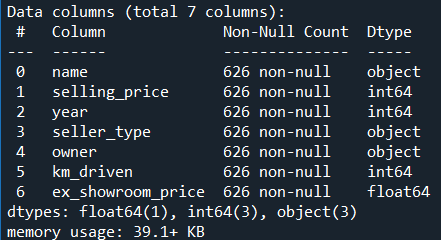 Data columns (total 7 columns):
 #   Column             Non-Null Count  Dtype
---  ------             --------------  -----
 0   name               626 non-null    object
 1   selling_price      626 non-null    int64
 2   year               626 non-null    int64
 3   seller_type        626 non-null    object
 4   owner              626 non-null    object
 5   km_driven          626 non-null    int64
 6   ex_showroom_price  626 non-null    float64
dtypes: float64(1), int64(3), object(3)
memory usage: 39.1+ KB